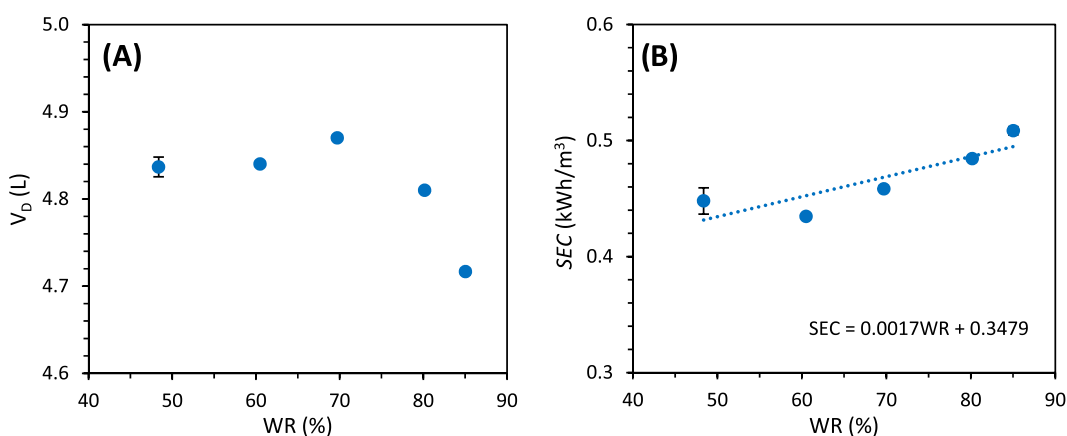 (A)
5.0
4.9
4.8
4.7
4.6
V_D (L)
40 50 60 70 80 90
WR (%)
(B)
0.6
0.5
0.4
0.3
SEC (kWh/m³)
SEC = 0.0017WR + 0.3479
40 50 60 70 80 90
WR (%)